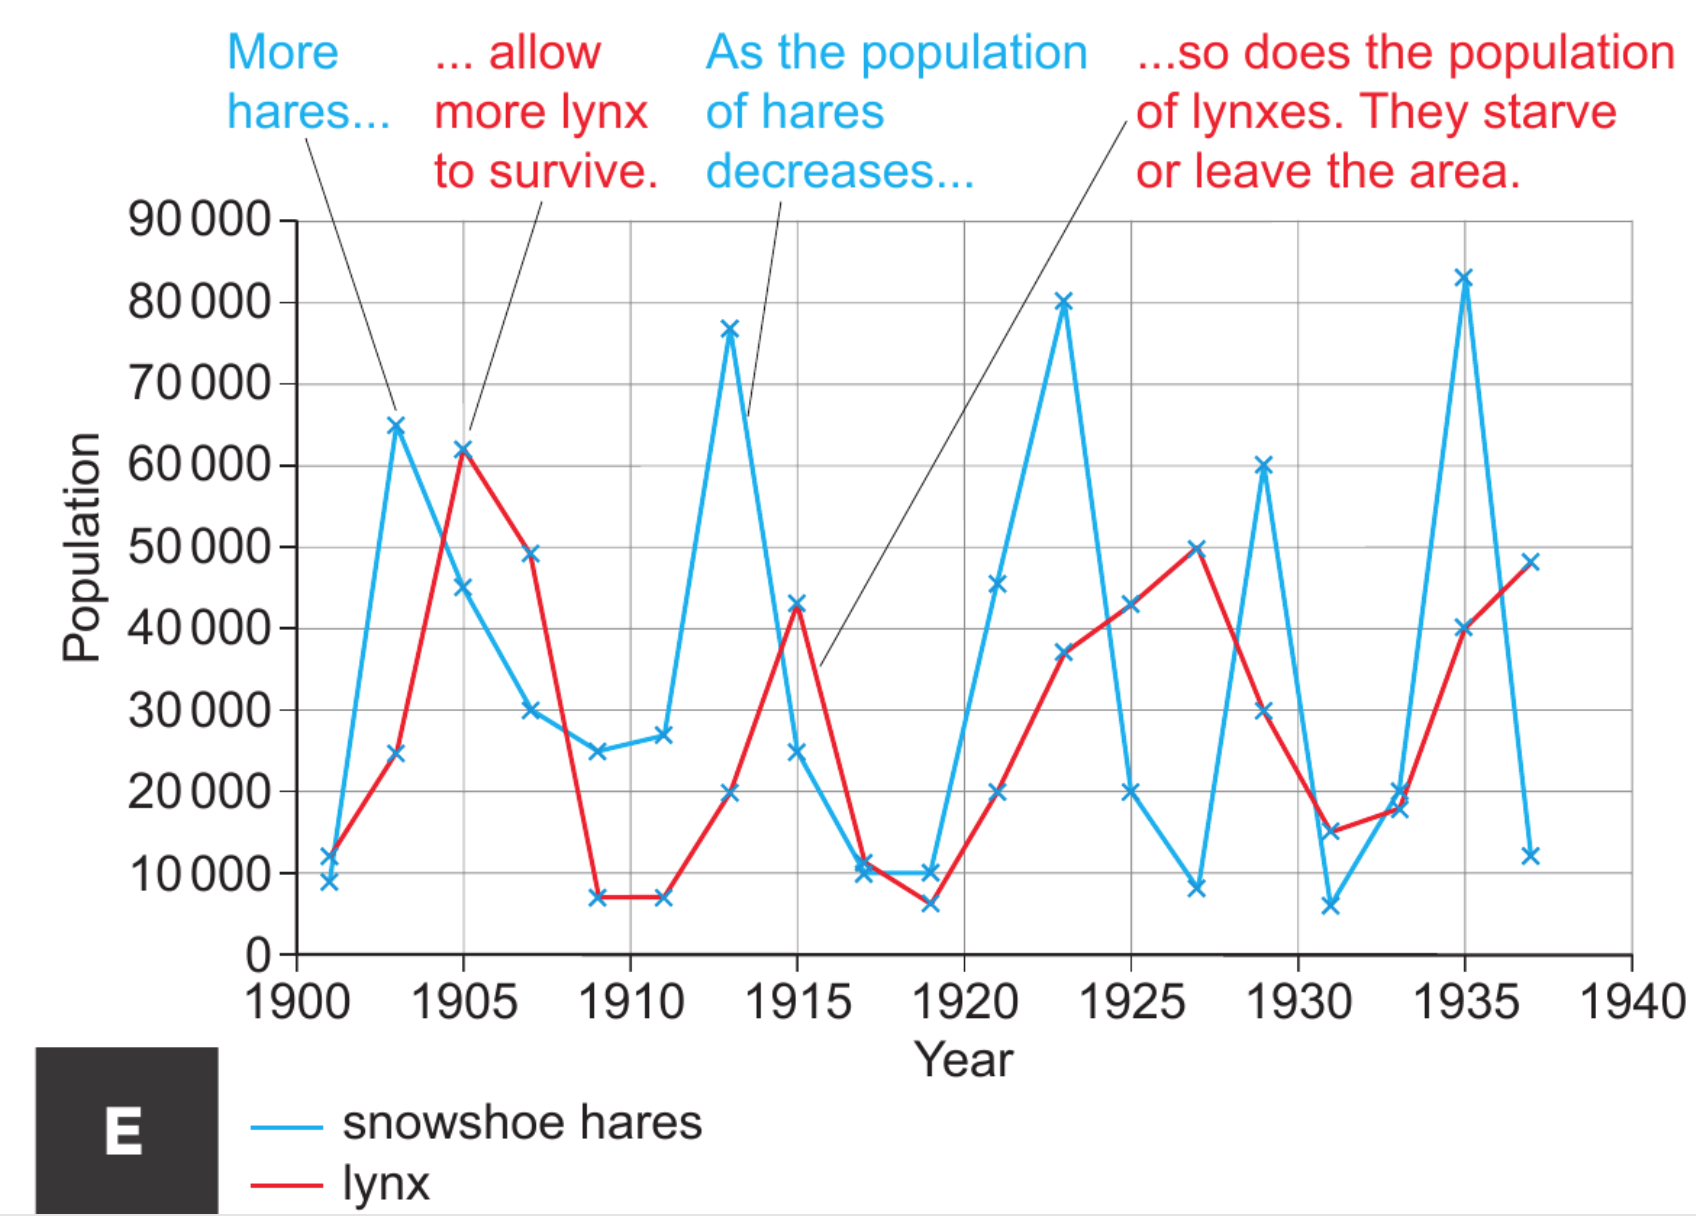 More
hares...
... allow
more lynx
to survive.
As the population
of hares
decreases...
...so does the population
of lynxes. They starve
or leave the area.
90 000
80 000
70 000
60 000
50 000
40 000
30 000
20 000
10 000
0
Population
1900 1905 1910 1915 1920 1925 1930 1935 1940
Year
E
snowshoe hares
lynx